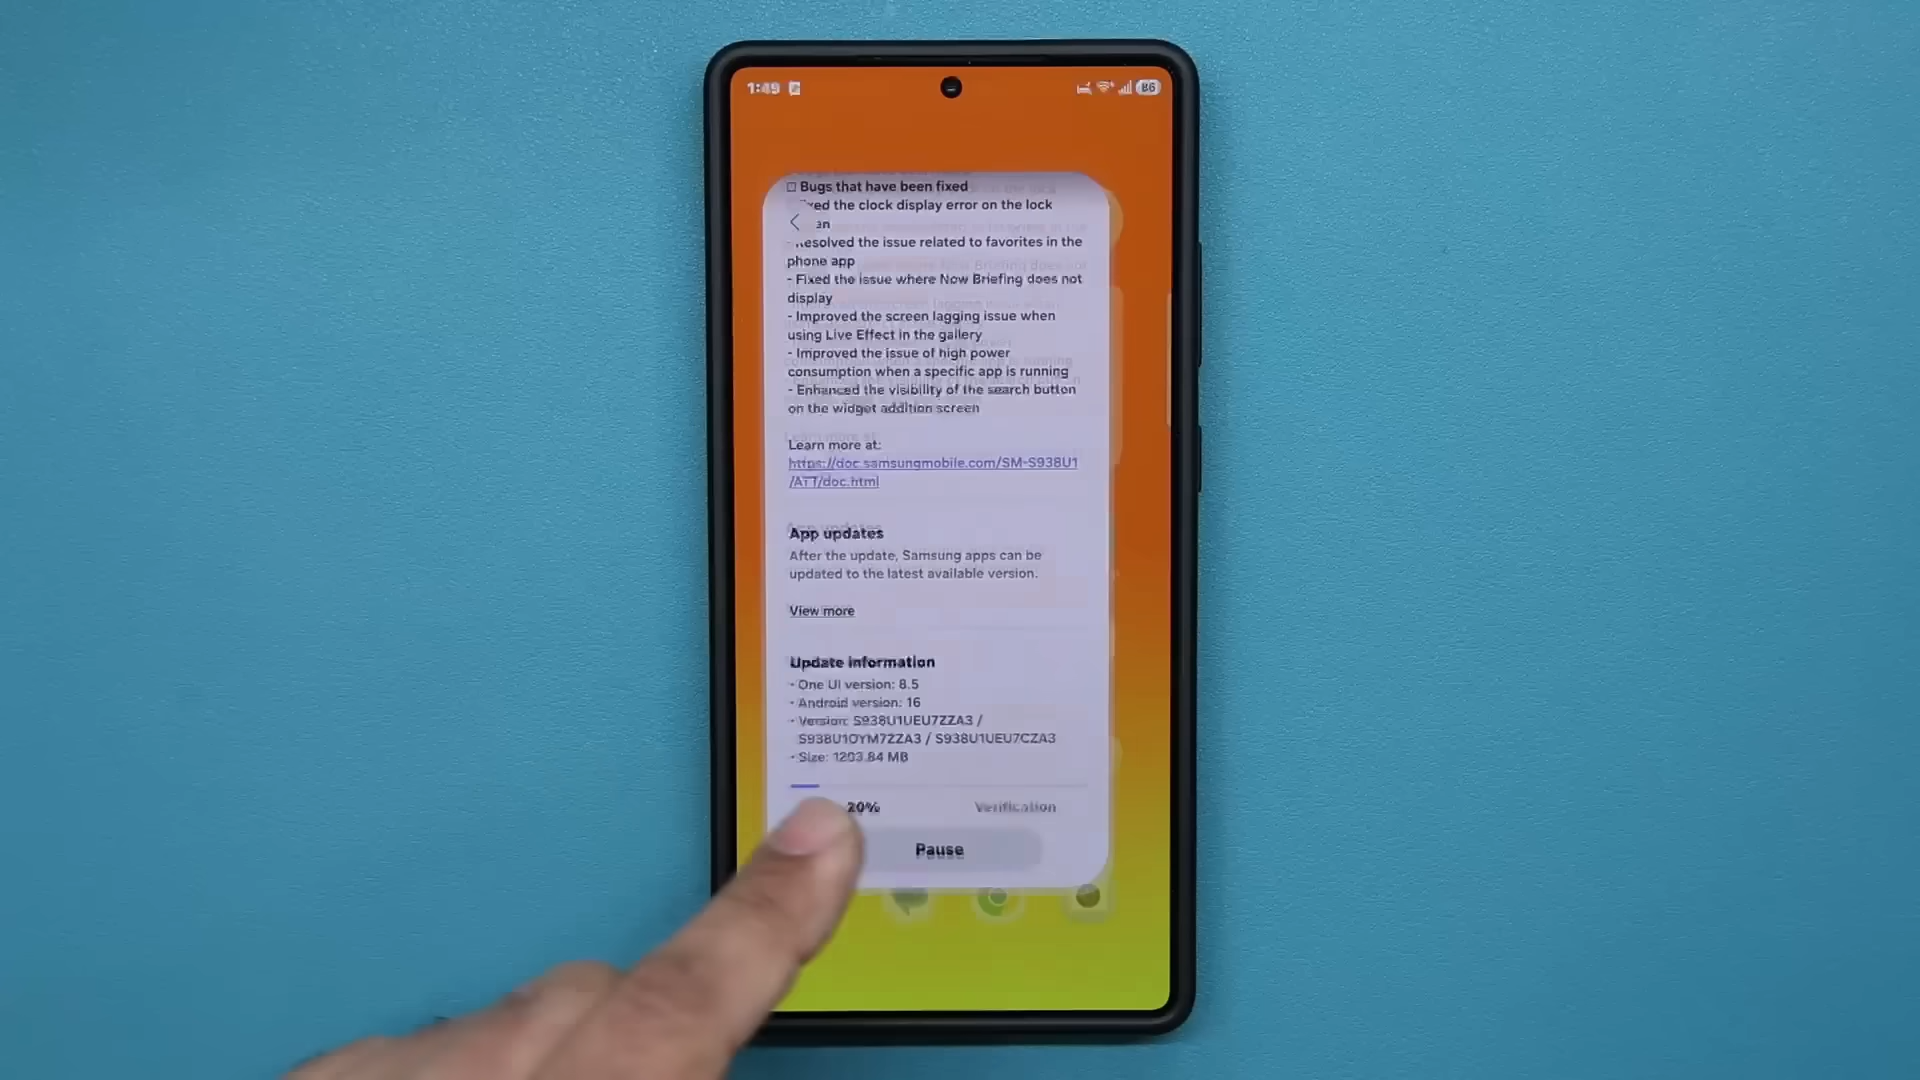 1:49
86
Bugs that have been fixed
the clock display error on the lock
- Resolved the issue related to favorites in the
phone app
- Fixed the issue where Now Briefing does not
display
- Improved the screen lagging issue when
using Live Effect in the gallery
- Improved the issue of high power
consumption when a specific app is running
- Enhanced the visibility of the search button
on the widget addition screen
Learn more at:
https://doc.samsungmobile.com/SM-S938U1
/ATT/doc.html
App updates
After the update, Samsung apps can be
updated to the latest available version.
View more
Update information
- One UI version: 8.5
- Android version: 16
- Version: S938U1UEU7ZZA3 /
S938U1OYM7ZZA3 / S938U1UEU7CZA3
- Size: 1203.84 MB
20%
Verification
Pause